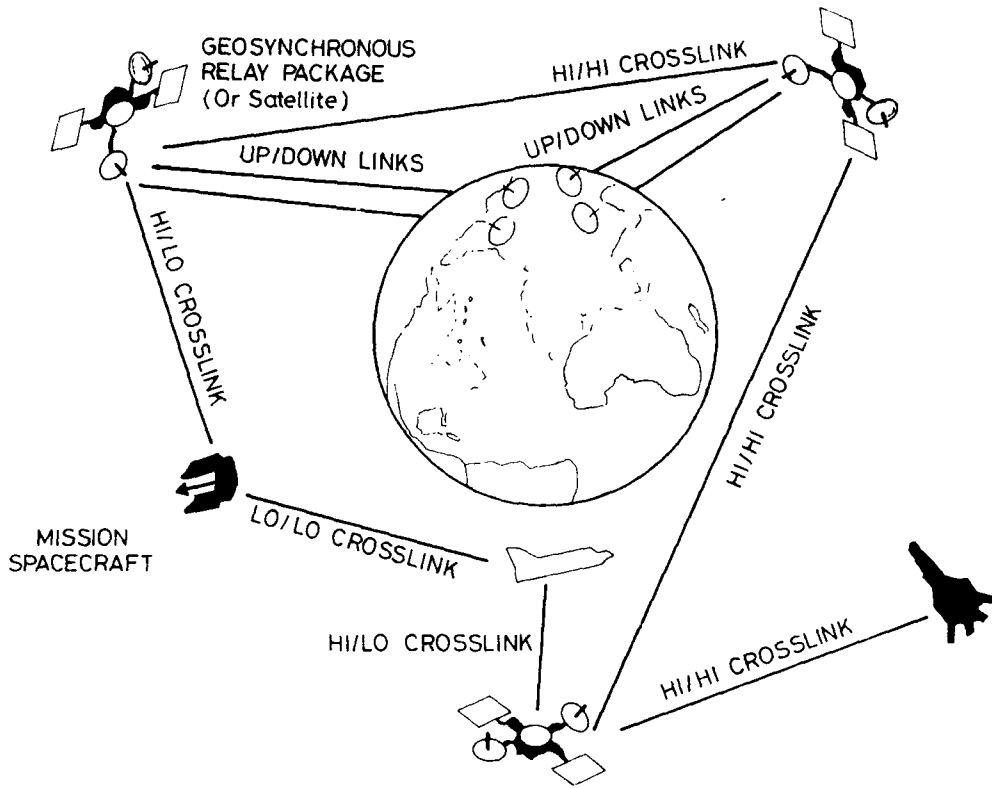 GEOSYNCHRONOUS
RELAY PACKAGE
(Or Satellite)
HI/HI CROSSLINK
UP/DOWN LINKS
UP/DOWN LINKS
HI/LO CROSSLINK
HI/HI CROSSLINK
MISSION
SPACECRAFT
LO/LO CROSSLINK
HI/LO CROSSLINK
HI/HI CROSSLINK